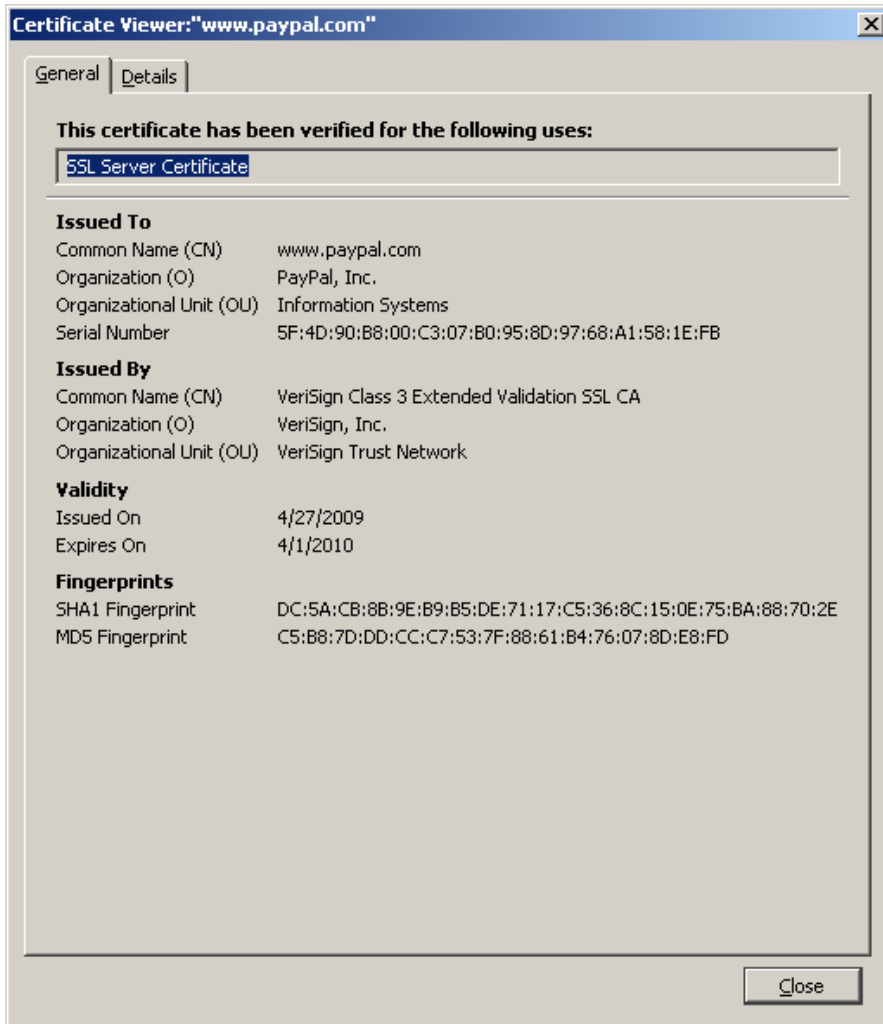 Certificate Viewer:"www.paypal.com"
General Details
This certificate has been verified for the following uses:
SSL Server Certificate
Issued To
Common Name (CN) www.paypal.com
Organization (O) PayPal, Inc.
Organizational Unit (OU) Information Systems
Serial Number 5F:4D:90:B8:00:C3:07:B0:95:8D:97:68:A1:58:1E:FB
Issued By
Common Name (CN) VeriSign Class 3 Extended Validation SSL CA
Organization (O) VeriSign, Inc.
Organizational Unit (OU) VeriSign Trust Network
Validity
Issued On 4/27/2009
Expires On 4/1/2010
Fingerprints
SHA1 Fingerprint DC:5A:CB:8B:9E:B9:B5:DE:71:17:C5:36:8C:15:0E:75:BA:88:70:2E
MD5 Fingerprint C5:B8:7D:DD:CC:C7:53:7F:88:61:B4:76:07:8D:E8:FD
Close